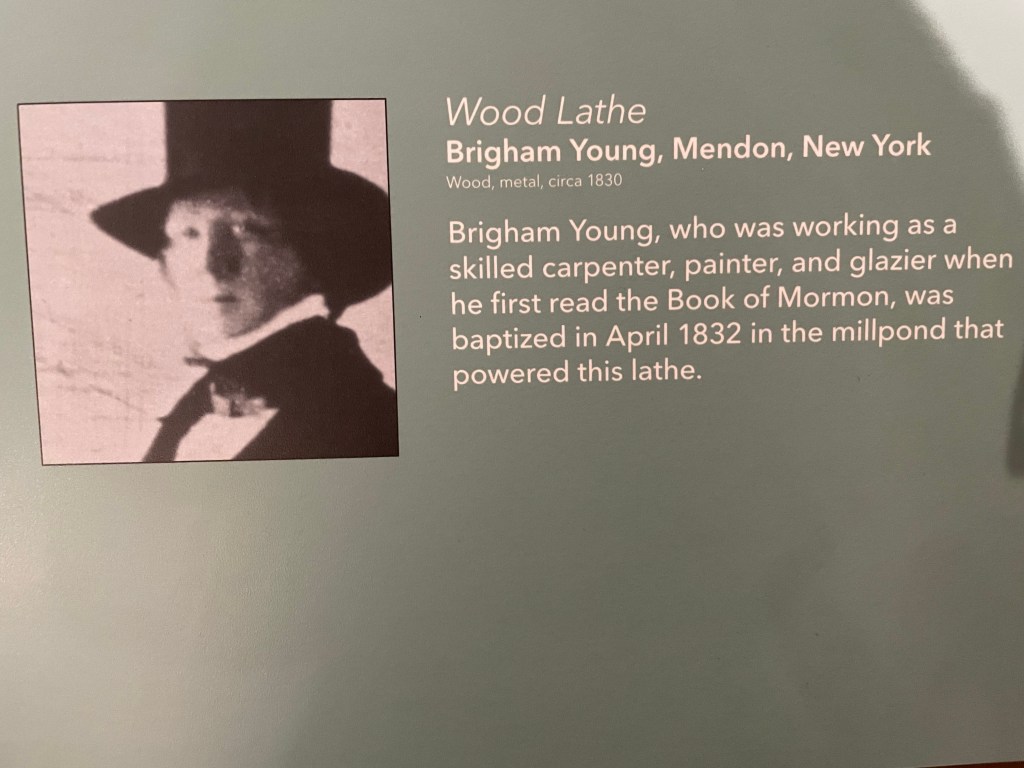 Wood Lathe
Brigham Young, Mendon, New York
Wood, metal, circa 1830
Brigham Young, who was working as a
skilled carpenter, painter, and glazier when
he first read the Book of Mormon, was
baptized in April 1832 in the millpond that
powered this lathe.